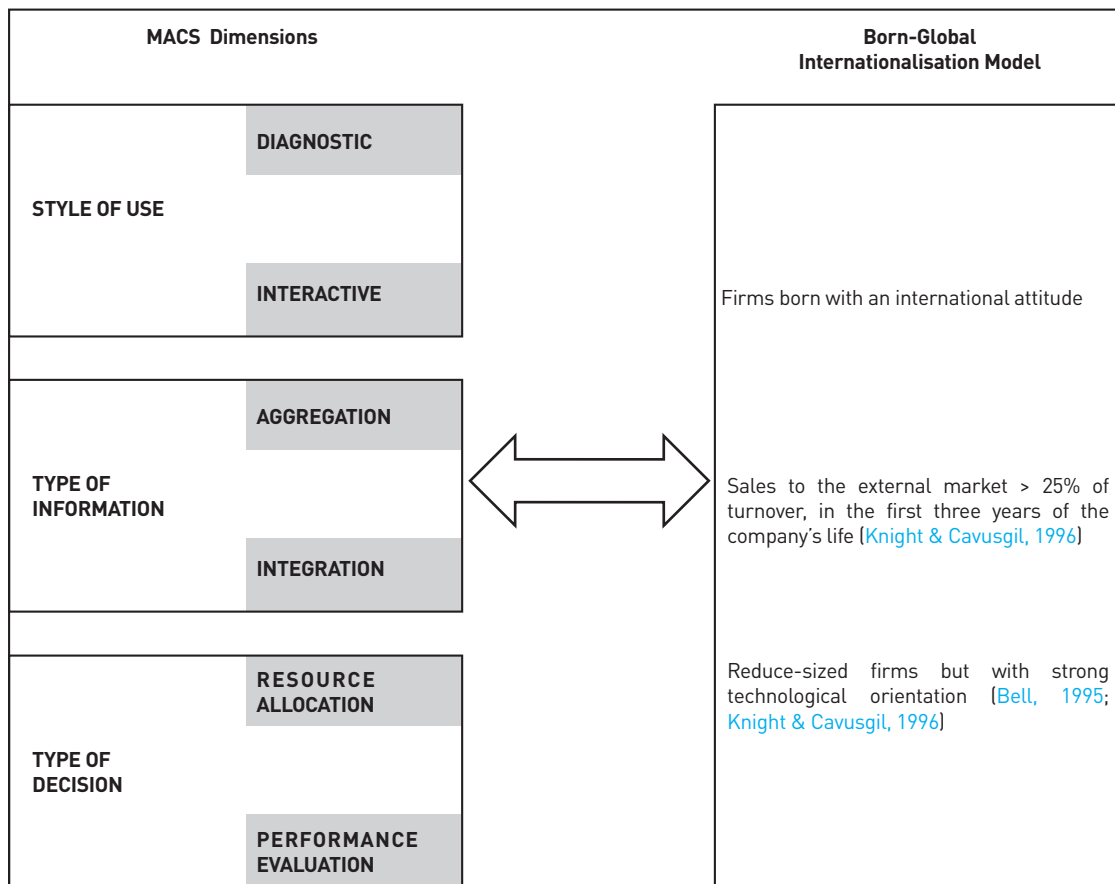 MACS Dimensions
Born-Global
Internationalisation Model
STYLE OF USE
DIAGNOSTIC
INTERACTIVE
TYPE OF
INFORMATION
AGGREGATION
INTEGRATION
TYPE OF
DECISION
RESOURCE
ALLOCATION
PERFORMANCE
EVALUATION
Firms born with an international attitude
Sales to the external market > 25% of
turnover, in the first three years of the
company's life (Knight & Cavusgil, 1996)
Reduce-sized firms but with strong
technological orientation (Bell, 1995;
Knight & Cavusgil, 1996)